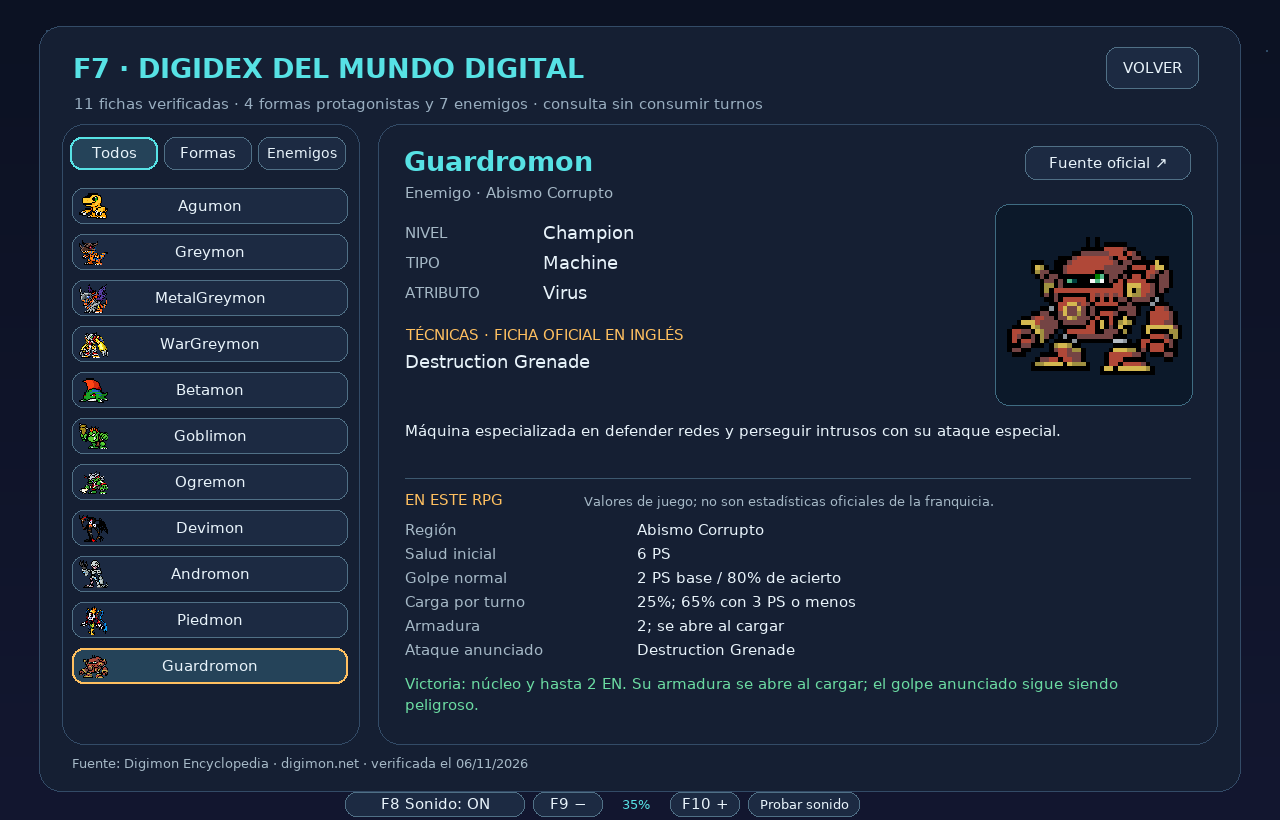 F7 · DIGIDEX DEL MUNDO DIGITAL
VOLVER
11 fichas verificadas · 4 formas protagonistas y 7 enemigos · consulta sin consumir turnos
Todos
Formas
Enemigos
Agumon
Greymon
MetalGreymon
WarGreymon
Betamon
Goblimon
Ogremon
Devimon
Andromon
Piedmon
Guardromon
Guardromon
Fuente oficial ↗
Enemigo · Abismo Corrupto
NIVEL Champion
TIPO Machine
ATRIBUTO Virus
TÉCNICAS · FICHA OFICIAL EN INGLÉS
Destruction Grenade
Máquina especializada en defender redes y perseguir intrusos con su ataque especial.
EN ESTE RPG Valores de juego; no son estadísticas oficiales de la franquicia.
Región Abismo Corrupto
Salud inicial 6 PS
Golpe normal 2 PS base / 80% de acierto
Carga por turno 25%; 65% con 3 PS o menos
Armadura 2; se abre al cargar
Ataque anunciado Destruction Grenade
Victoria: núcleo y hasta 2 EN. Su armadura se abre al cargar; el golpe anunciado sigue siendo
peligroso.
Fuente: Digimon Encyclopedia · digimon.net · verificada el 06/11/2026
F8 Sonido: ON
F9 −
35%
F10 +
Probar sonido